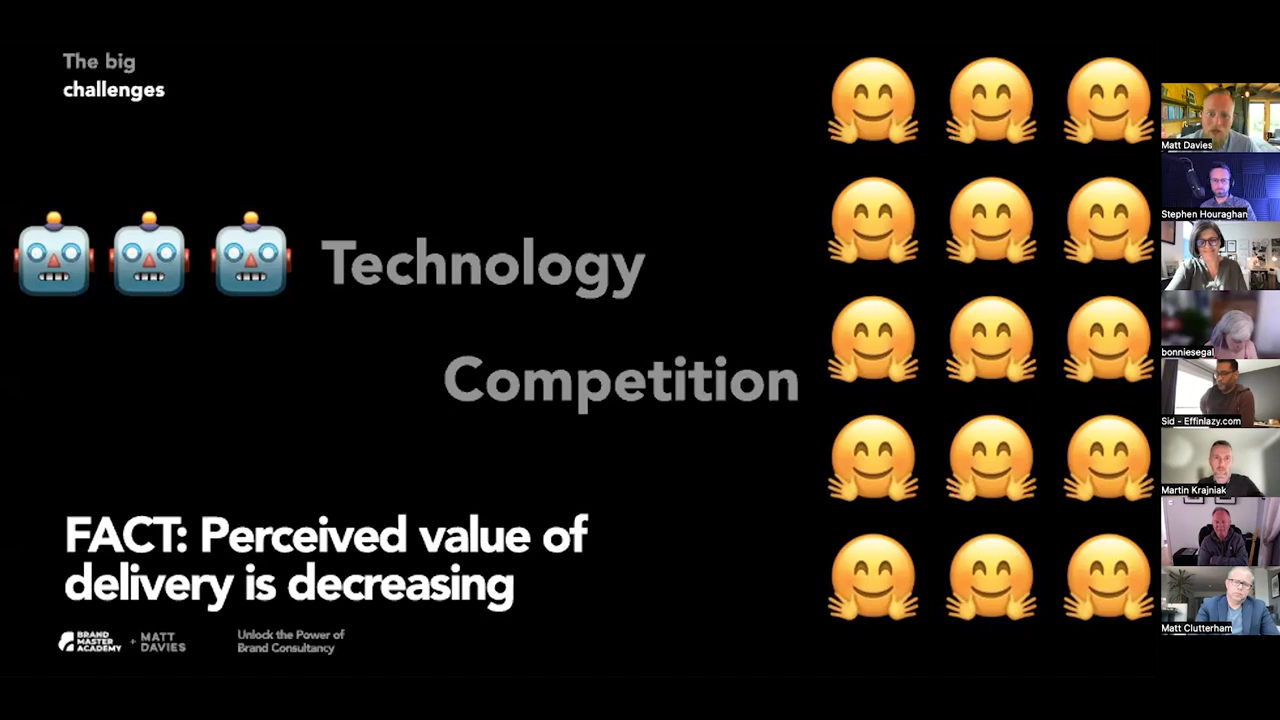 The big
challenges
Technology
Competition
FACT: Perceived value of
delivery is decreasing
BRAND
MASTER
ACADEMY
+ MATT
DAVIES
Unlock the Power of
Brand Consultancy
Matt Davies
Stephen Houraghan
bonniesegal
Sid - Effinlazy.com
Martin Krajniak
Matt Clutterham